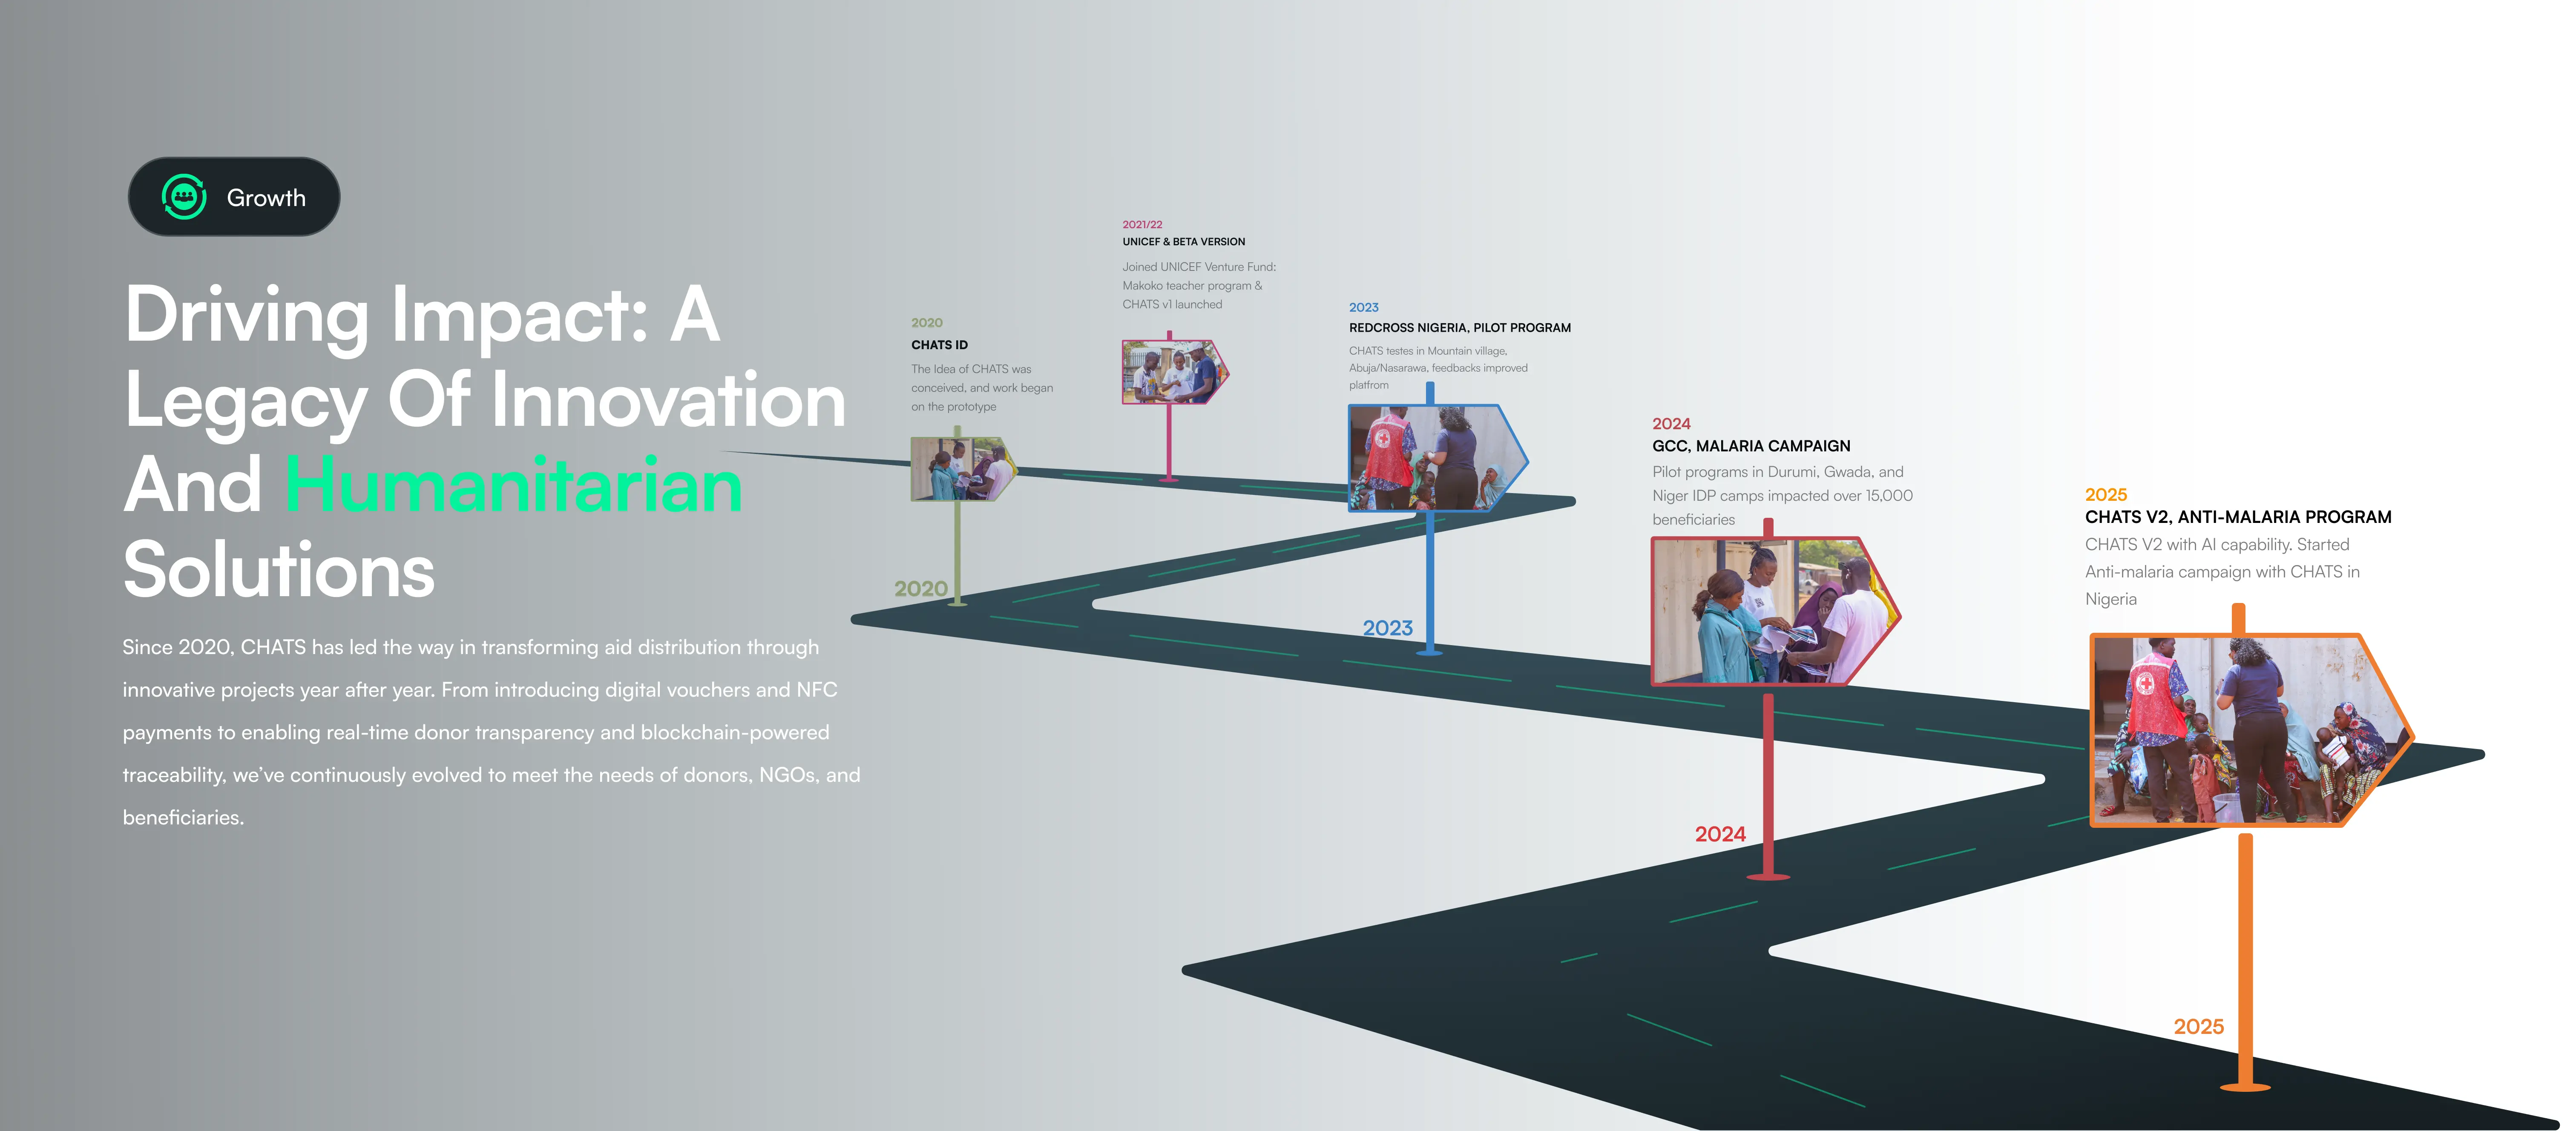 Growth
Driving Impact: A
Legacy Of Innovation
And Humanitarian
Solutions
Since 2020, CHATS has led the way in transforming aid distribution through
innovative projects year after year. From introducing digital vouchers and NFC
payments to enabling real-time donor transparency and blockchain-powered
traceability, we’ve continuously evolved to meet the needs of donors, NGOs, and
beneficiaries.
2020
CHATS ID
The Idea of CHATS was
conceived, and work began
on the prototype
2020
2021/22
UNICEF & BETA VERSION
Joined UNICEF Venture Fund:
Makoko teacher program &
CHATS v1 launched
2023
REDCROSS NIGERIA, PILOT PROGRAM
CHATS testes in Mountain village,
Abuja/Nasarawa, feedbacks improved
platfrom
2023
2024
GCC, MALARIA CAMPAIGN
Pilot programs in Durumi, Gwada, and
Niger IDP camps impacted over 15,000
beneficiaries
2024
2025
CHATS V2, ANTI-MALARIA PROGRAM
CHATS V2 with AI capability. Started
Anti-malaria campaign with CHATS in
Nigeria
2025